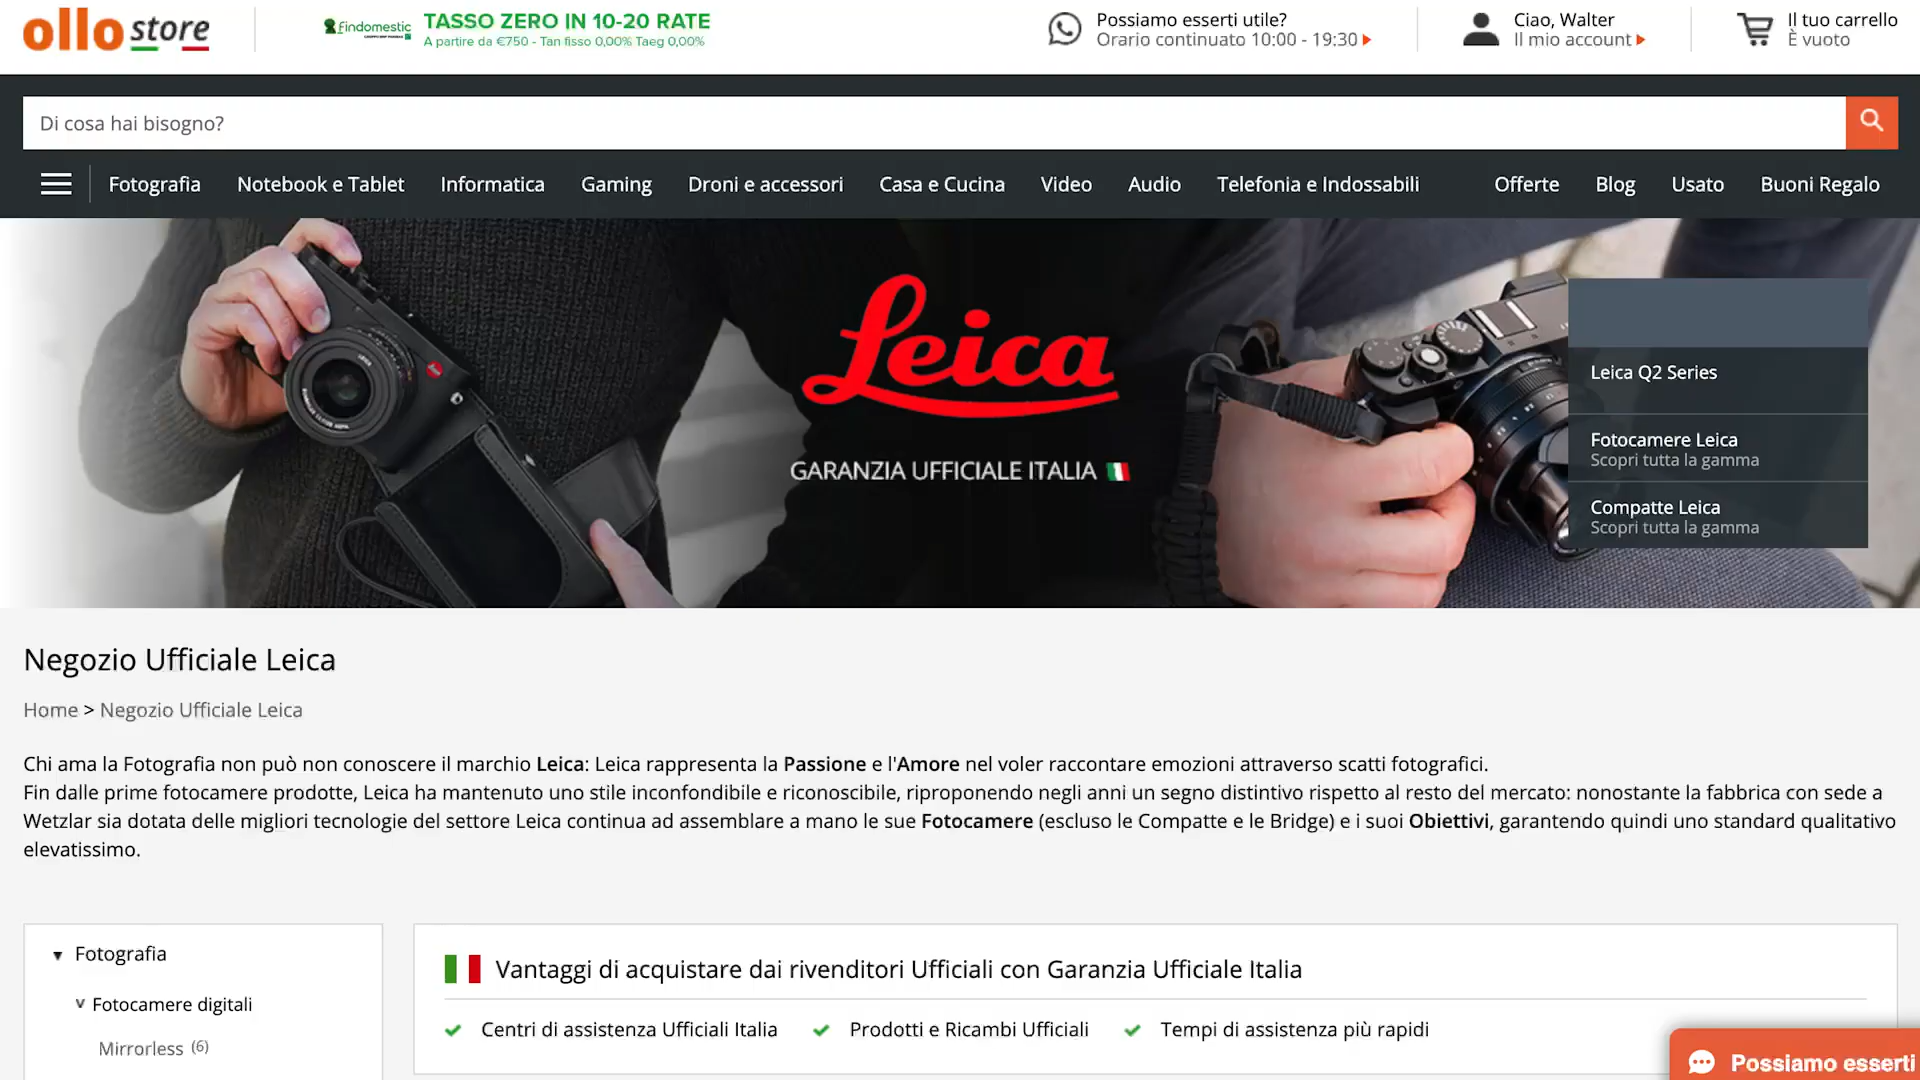 ollo store
findomestic
TASSO ZERO IN 10-20 RATE
A partire da €750 - Tan fisso 0,00% Taeg 0,00%
Possiamo esserti utile?
Orario continuato 10:00 - 19:30
Ciao, Walter
Il mio account
Il tuo carrello
È vuoto
Di cosa hai bisogno?
Fotografia
Notebook e Tablet
Informatica
Gaming
Droni e accessori
Casa e Cucina
Video
Audio
Telefonia e Indossabili
Offerte
Blog
Usato
Buoni Regalo
Leica
GARANZIA UFFICIALE ITALIA
Leica Q2 Series
Fotocamere Leica
Scopri tutta la gamma
Compatte Leica
Scopri tutta la gamma
Negozio Ufficiale Leica
Home > Negozio Ufficiale Leica
Chi ama la Fotografia non può non conoscere il marchio Leica: Leica rappresenta la Passione e l'Amore nel voler raccontare emozioni attraverso scatti fotografici.
Fin dalle prime fotocamere prodotte, Leica ha mantenuto uno stile inconfondibile e riconoscibile, riproponendo negli anni un segno distintivo rispetto al resto del mercato: nonostante la fabbrica con sede a
Wetzlar sia dotata delle migliori tecnologie del settore Leica continua ad assemblare a mano le sue Fotocamere (escluso le Compatte e le Bridge) e i suoi Obiettivi, garantendo quindi uno standard qualitativo
elevatissimo.
Fotografia
Fotocamere digitali
Mirrorless (6)
Vantaggi di acquistare dai rivenditori Ufficiali con Garanzia Ufficiale Italia
Centri di assistenza Ufficiali Italia
Prodotti e Ricambi Ufficiali
Tempi di assistenza più rapidi
Possiamo esserti